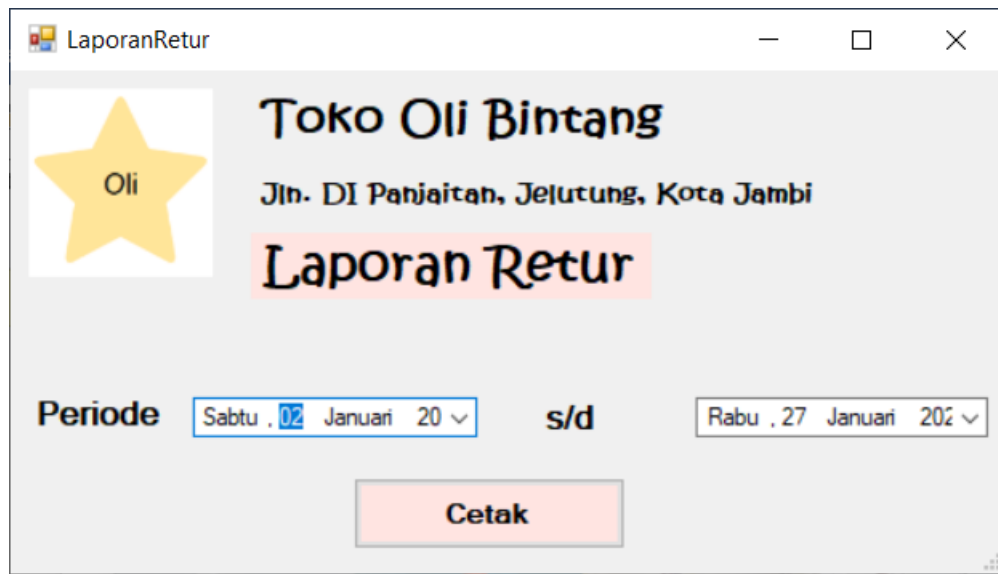 LaporanRetur
Toko Oli Bintang
Oli
Jln. DI Panjaitan, Jelutung, Kota Jambi
Laporan Retur
Periode Sabtu , 02 Januari 20 s/d Rabu , 27 Januari 202
Cetak